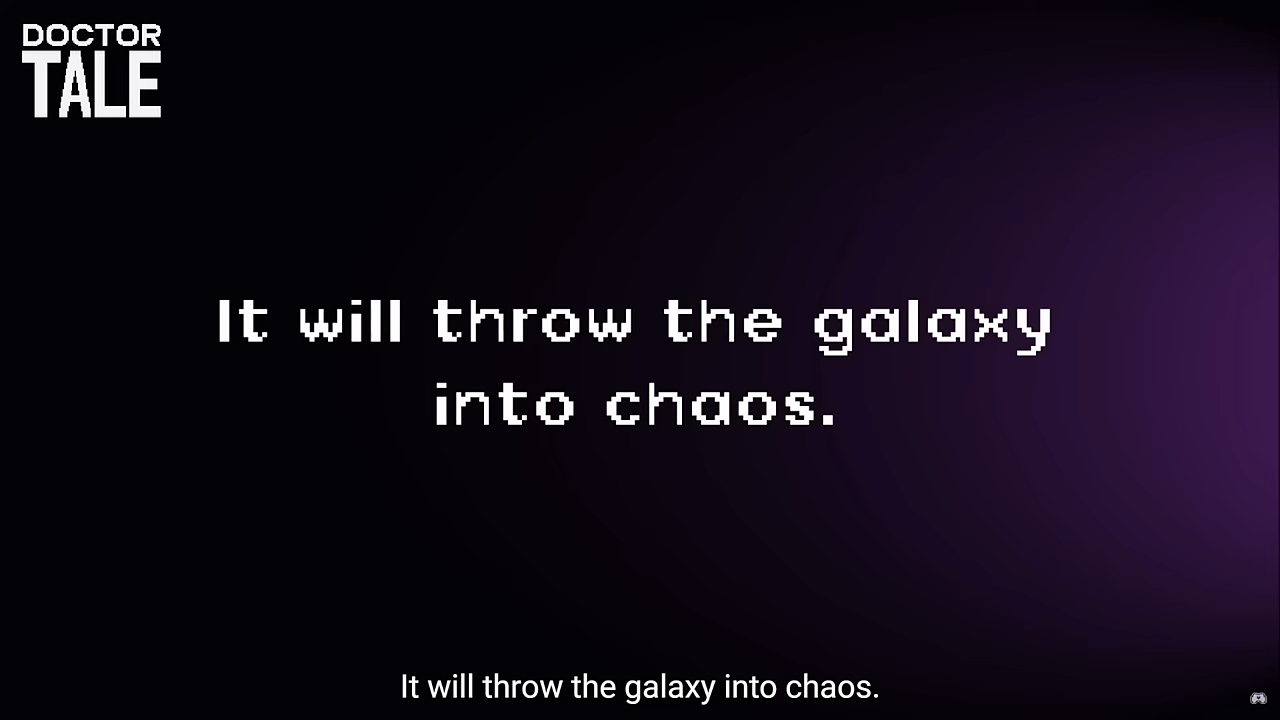 DOCTOR
TALE
It will throw the galaxy
into chaos.
It will throw the galaxy into chaos.